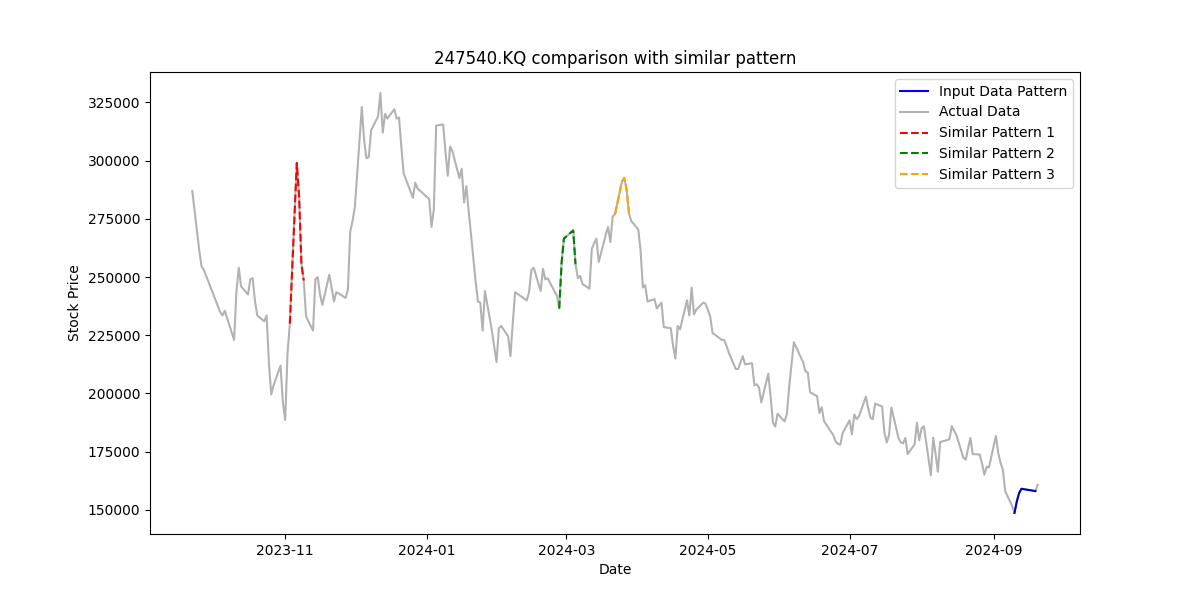 247540.KQ comparison with similar pattern
Input Data Pattern
Actual Data
Similar Pattern 1
Similar Pattern 2
Similar Pattern 3
Stock Price
325000
300000
275000
250000
225000
200000
175000
150000
2023-11
2024-01
2024-03
2024-05
2024-07
2024-09
Date